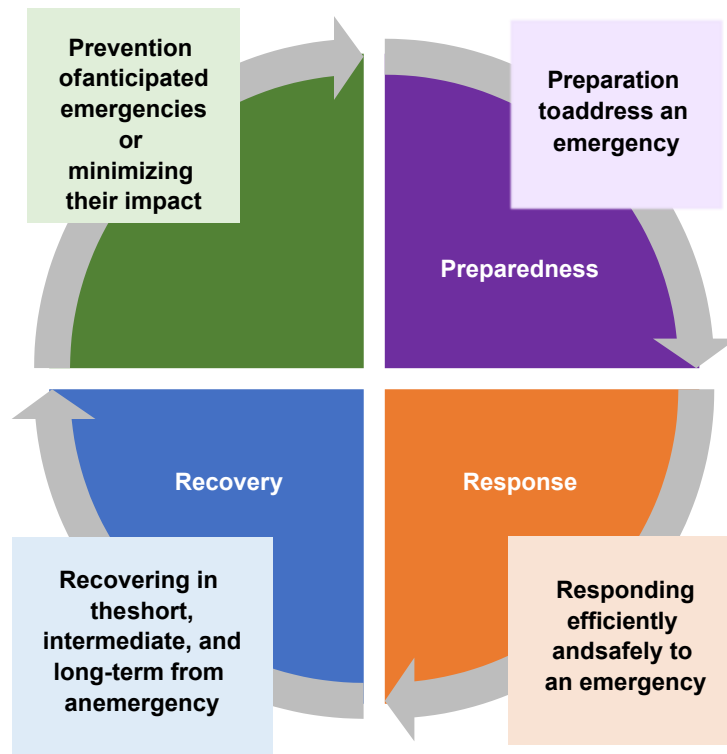 Prevention
ofanticipated
emergencies
or
minimizing
their impact
Preparation
toaddress an
emergency
Preparedness
Recovery
Response
Recovering in
theshort,
intermediate, and
long-term from
anemergency
Responding
efficiently
andsafely to
an emergency